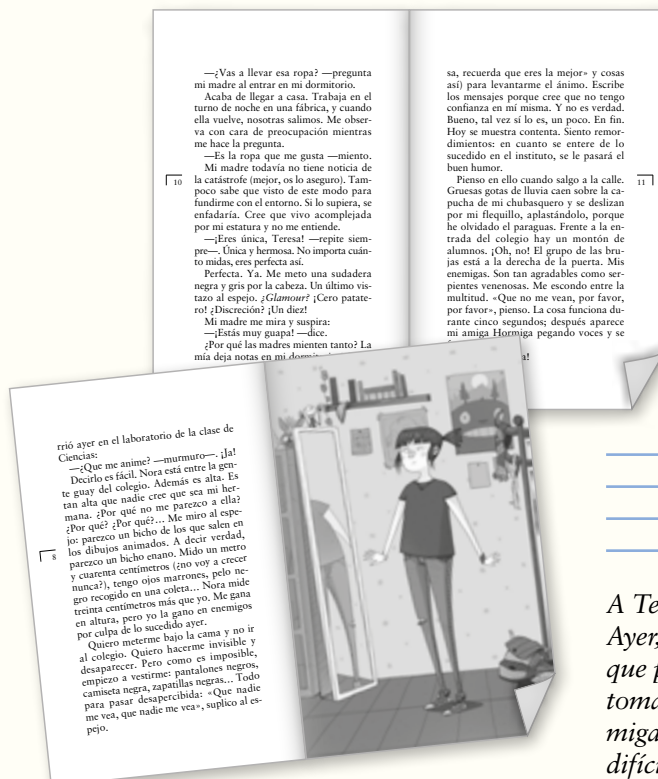 —¿Vas a llevar esa ropa? —pregunta
mi madre al entrar en mi dormitorio.
Acaba de llegar a casa. Trabaja en el
turno de noche en una fábrica, y cuando
ella vuelve, nosotras salimos. Me obser-
va con cara de preocupación mientras
me hace la pregunta.
—Es la ropa que me gusta —miento.
Mi madre todavía no tiene noticia de
la catástrofe (mejor, os lo aseguro). Tam-
poco sabe que visto de este modo para
fundirme con el entorno. Si lo supiera, se
enfadaría. Cree que vivo acomplejada
por mi estatura y no me entiende.
—¡Eres única, Teresa! —repite siem-
pre—. Única y hermosa. No importa cuán-
to midas, eres perfecta así.
Perfecta. Ya. Me meto una sudadera
negra y gris por la cabeza. Un último vis-
tazo al espejo. ¿Glamour? ¡Cero patate-
ro! ¿Discreción? ¡Un diez!
Mi madre me mira y suspira:
—¡Estás muy guapa! —dice.
¿Por qué las madres mienten tanto? La
mía deja notas en mi
10
sa, recuerda que eres la mejor» y cosas
así) para levantarme el ánimo. Escribe
los mensajes porque cree que no tengo
confianza en mí misma. Y no es verdad.
Bueno, tal vez sí lo es, un poco. En fin.
Hoy se muestra contenta. Siento remor-
dimientos: en cuanto se entere de lo
sucedido en el instituto, se le pasará el
buen humor.
Pienso en ello cuando salgo a la calle.
Gruesas gotas de lluvia caen sobre la ca-
pucha de mi chubasquero y se deslizan
por mi flequillo, aplastándolo, porque
he olvidado el paraguas. Frente a la en-
trada del colegio hay un montón de
alumnos. ¡Oh, no! El grupo de las bru-
jas está a la derecha de la puerta. Mis
enemigas. Son tan agradables como ser-
pientes venenosas. Me escondo entre la
multitud. «Que no me vean, por favor,
por favor», pienso. La cosa funciona du-
rante cinco segundos; después aparece
mi amiga Hormiga pegando voces y se
a!
11
rrió ayer en el laboratorio de la clase de
Ciencias:
—¿Que me anime? —murmuro—. ¡Ja!
Decirlo es fácil. Nora está entre la gen-
te guay del colegio. Además es alta. Es
tan alta que nadie cree que sea mi her-
mana. ¿Por qué no me parezco a ella?
¿Por qué? ¿Por qué?… Me miro al espe-
jo: parezco un bicho de los que salen en
los dibujos animados. A decir verdad,
parezco un bicho enano. Mido un metro
y cuarenta centímetros (¿no voy a crecer
nunca?), tengo ojos marrones, pelo ne-
gro recogido en una coleta… Nora mide
treinta centímetros más que yo. Me gana
en altura, pero yo la gano en enemigos
por culpa de lo sucedido ayer.
Quiero meterme bajo la cama y no ir
al colegio. Quiero hacerme invisible y
desaparecer. Pero como es imposible,
empiezo a vestirme: pantalones negros,
camiseta negra, zapatillas negras… Todo
para pasar desapercibida: «Que nadie
me vea, que nadie me vea», suplico al es-
pejo.
8
A Te
Ayer,
que p
toma
miga
difíc